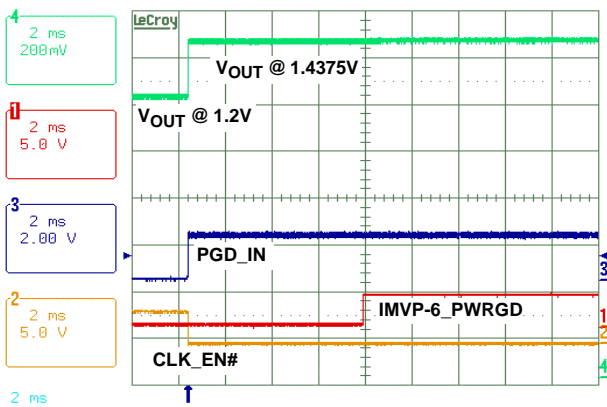 4
2 ms
200mV
1
2 ms
5.0 V
3
2 ms
2.00 V
2
2 ms
5.0 V
2 ms
LeCroy
VOUT @ 1.4375V
VOUT @ 1.2V
PGD_IN
IMVP-6_PWRGD
CLK_EN#
3
1
2
4